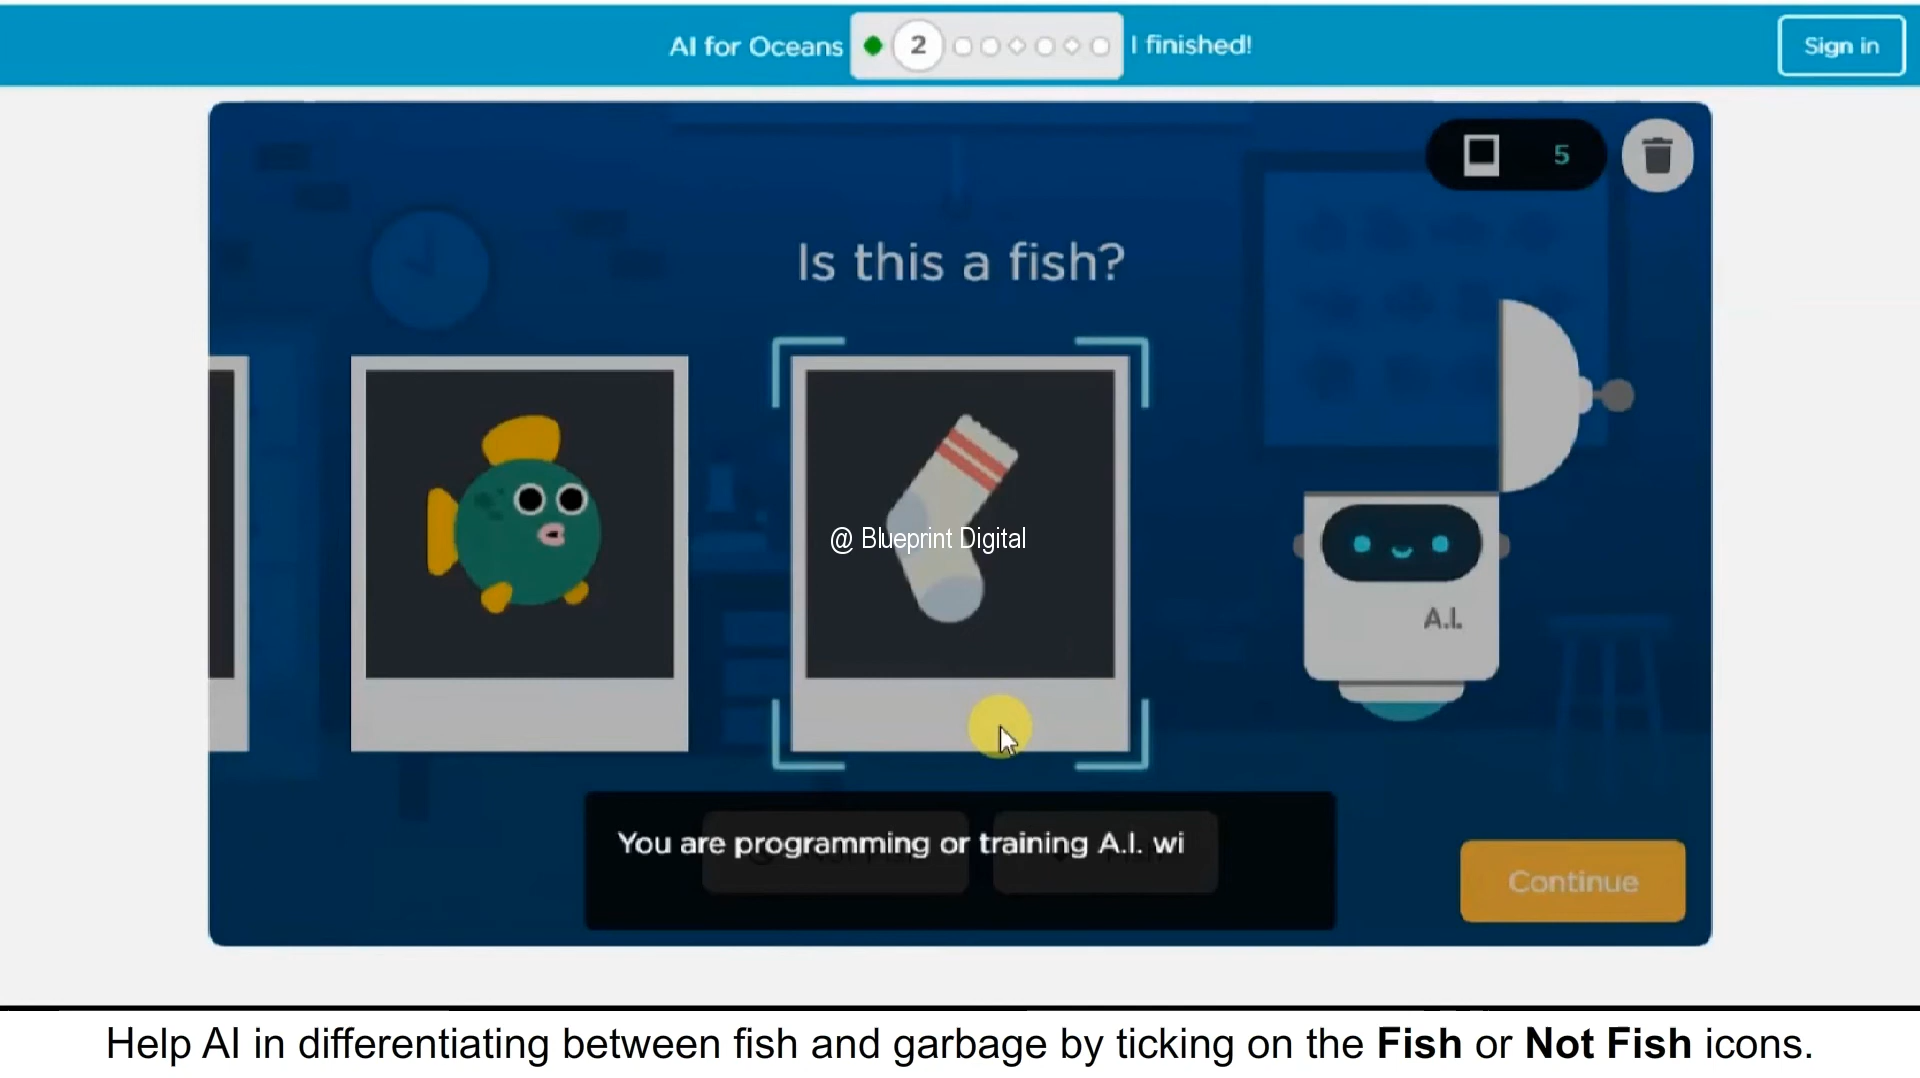 AI for Oceans 2 I finished! Sign in
5
Is this a fish?
@ Blueprint Digital
A.I.
You are programming or training A.I. wi
Continue
Help AI in differentiating between fish and garbage by ticking on the Fish or Not Fish icons.